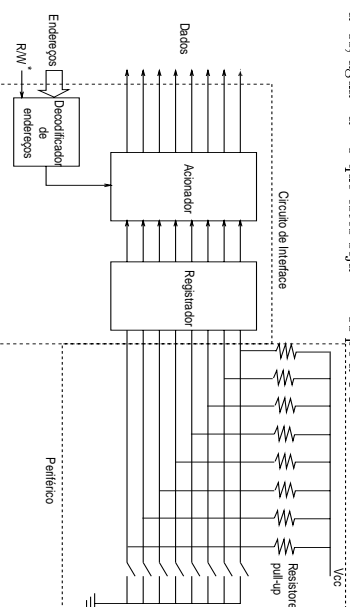 Dados
Endereços
R/W*
Decodificador
de
endereços
Acionador
Circuito de Interface
Registrador
Periférico
Vcc
Resistore
pull-up